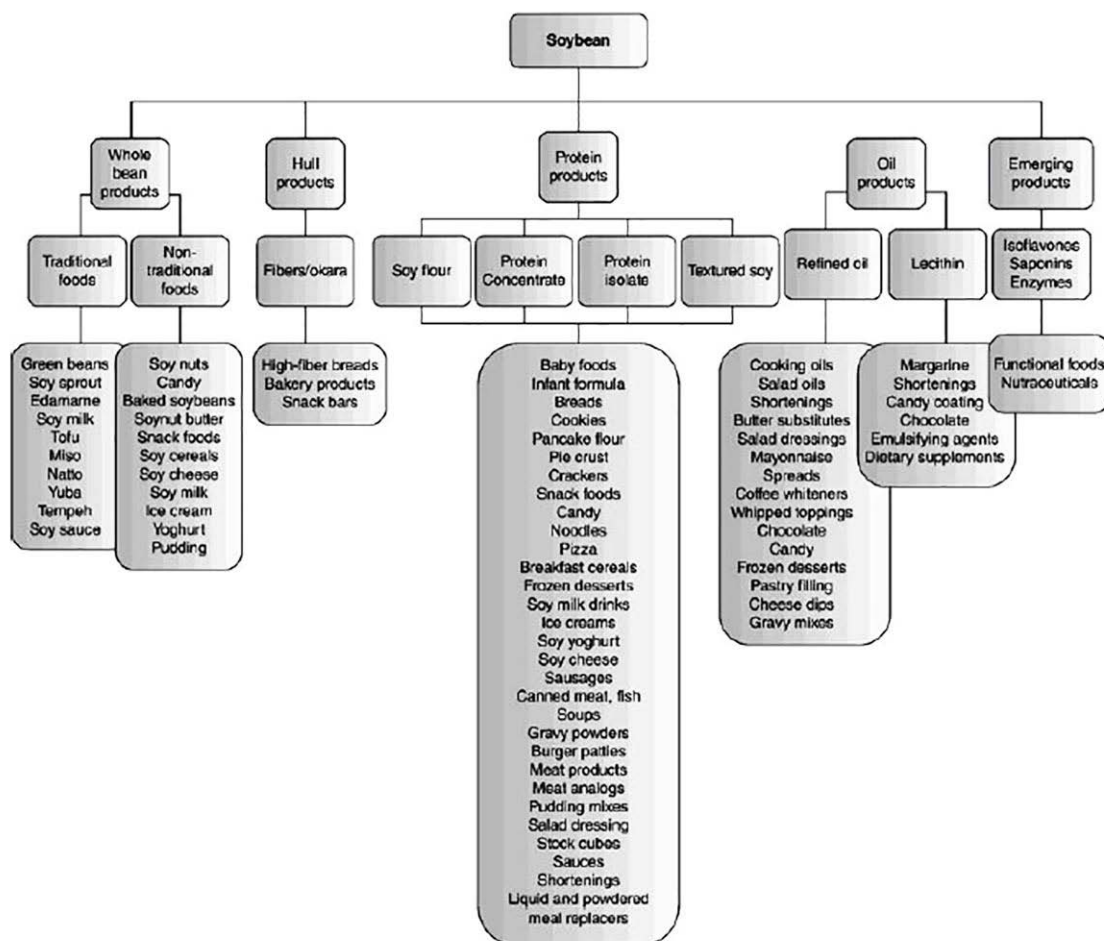 Soybean
Whole
bean
products
Hull
products
Protein
products
Oil
products
Emerging
products
Traditional
foods
Non-
traditional
foods
Fibers/okara
Soy flour
Protein
Concentrate
Protein
isolate
Textured soy
Refined oil
Lecithin
Isoflavones
Saponins
Enzymes
Green beans
Soy sprout
Edamame
Soy milk
Tofu
Miso
Natto
Yuba
Tempeh
Soy sauce
Soy nuts
Candy
Baked soybeans
Soynut butter
Snack foods
Soy cereals
Soy cheese
Soy milk
Ice cream
Yoghurt
Pudding
High-fiber breads
Bakery products
Snack bars
Baby foods
Infant formula
Breads
Cookies
Pancake flour
Pie crust
Crackers
Snack foods
Candy
Noodles
Pizza
Breakfast cereals
Frozen desserts
Soy milk drinks
Ice creams
Soy yoghurt
Soy cheese
Sausages
Canned meat, fish
Soups
Gravy powders
Burger patties
Meat products
Meat analogs
Pudding mixes
Salad dressing
Stock cubes
Sauces
Shortenings
Liquid and powdered
meal replacers
Cooking oils
Salad oils
Shortenings
Butter substitutes
Salad dressings
Mayonnaise
Spreads
Coffee whiteners
Whipped toppings
Chocolate
Candy
Frozen desserts
Pastry filling
Cheese dips
Gravy mixes
Margarine
Shortenings
Candy coating
Chocolate
Emulsifying agents
Dietary supplements
Functional foods
Nutraceuticals